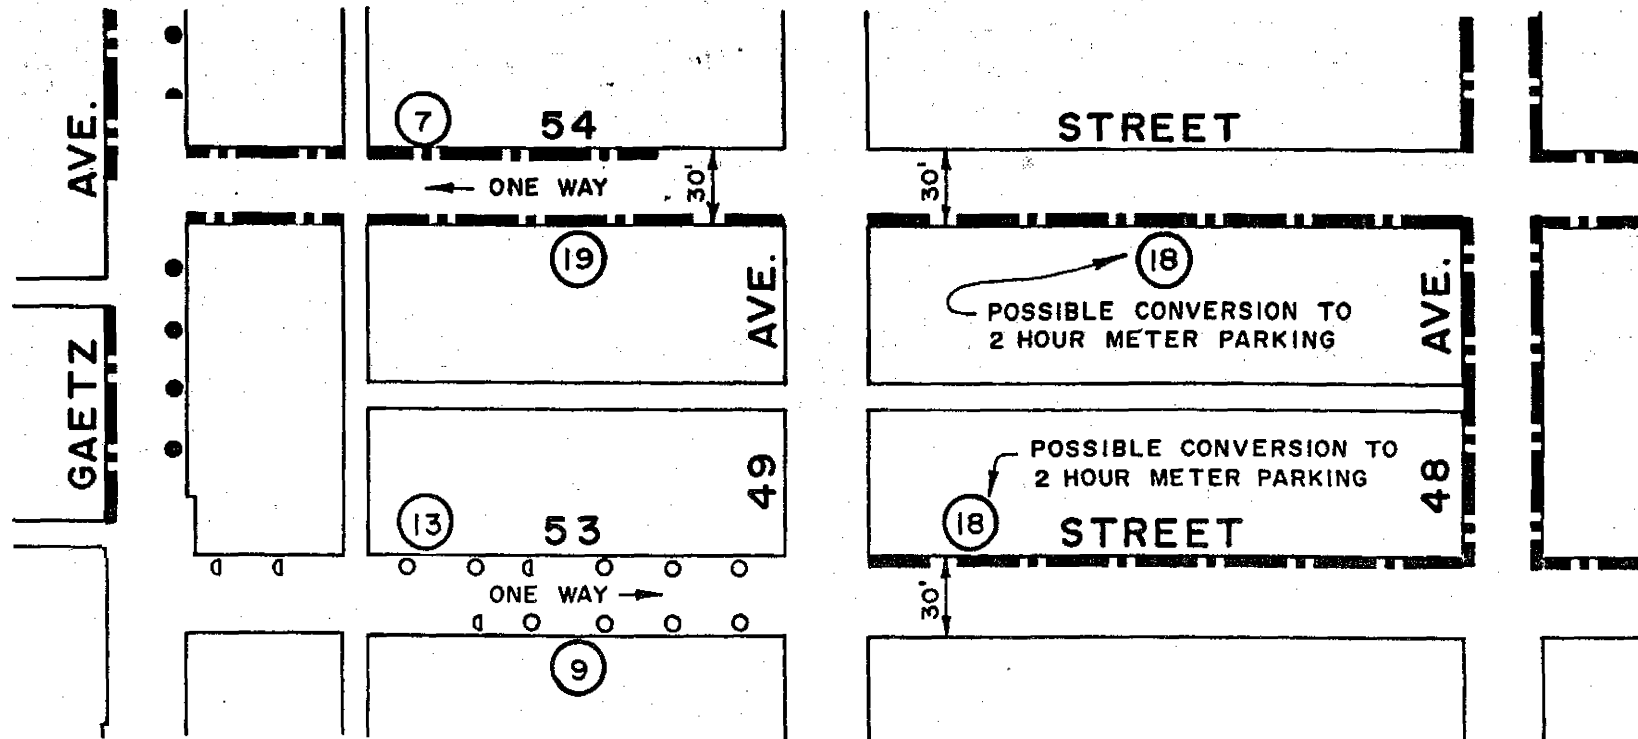 7
54
STREET
AVE.
ONE WAY
30'
30'
19
18
AVE.
AVE.
POSSIBLE CONVERSION TO
2 HOUR METER PARKING
GAETZ
POSSIBLE CONVERSION TO
2 HOUR METER PARKING
49
48
13
53
18
STREET
ONE WAY
30'
9